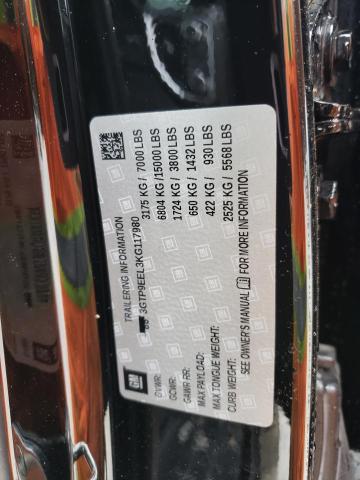 GM
TRAILERING INFORMATION
3GTP9EEL3KG117980
GVWR: 3175 KG / 7000 LBS
GCWR: 6804 KG /15000 LBS
GAWR RR: 1724 KG / 3800 LBS
MAX PAYLOAD: 650 KG / 1432 LBS
MAX TONGUE WEIGHT: 422 KG / 930 LBS
CURB WEIGHT: 2525 KG / 5568 LBS
SEE OWNER'S MANUAL FOR MORE INFORMATION